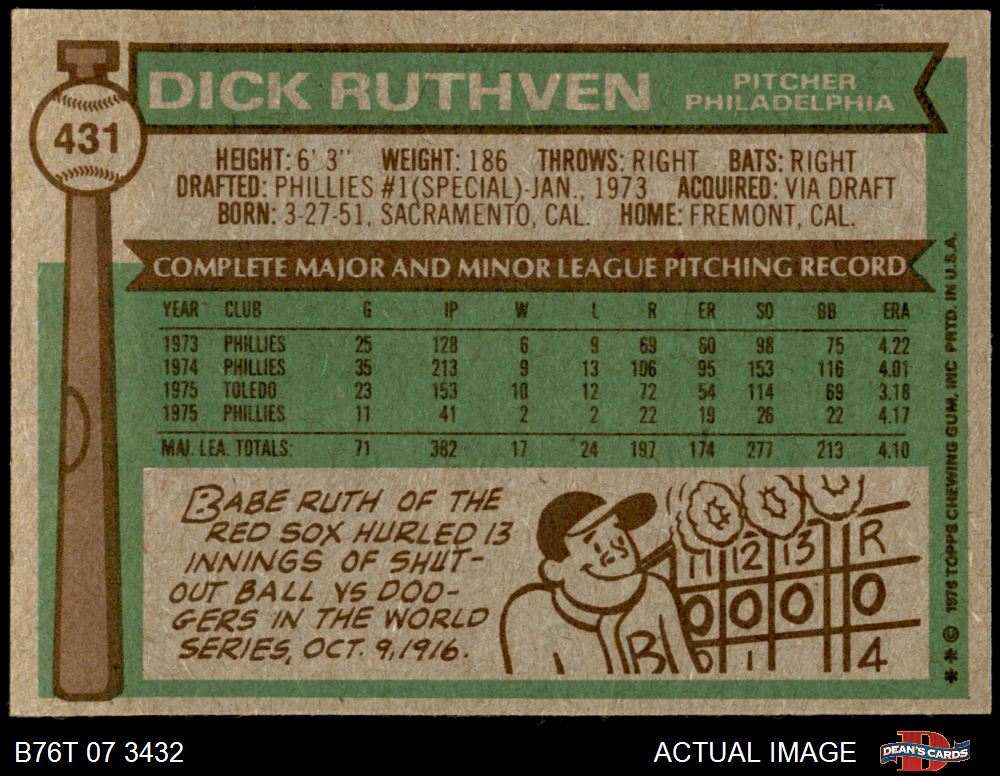 431
DICK RUTHVEN
PITCHER
PHILADELPHIA
HEIGHT: 6' 3" WEIGHT: 186 THROWS: RIGHT BATS: RIGHT
DRAFTED: PHILLIES #1(SPECIAL)-JAN., 1973 ACQUIRED: VIA DRAFT
BORN: 3-27-51, SACRAMENTO, CAL. HOME: FREMONT, CAL.
COMPLETE MAJOR AND MINOR LEAGUE PITCHING RECORD
YEAR CLUB G IP W L R ER SO BB ERA
1973 PHILLIES 25 128 6 9 69 60 98 75 4.22
1974 PHILLIES 35 213 9 13 106 95 153 116 4.01
1975 TOLEDO 23 153 10 12 72 54 114 69 3.18
1975 PHILLIES 11 41 2 2 22 19 26 22 4.17
MAJ. LEA. TOTALS: 71 382 17 24 197 174 277 213 4.10
BABE RUTH OF THE
RED SOX HURLED 13
INNINGS OF SHUT-
OUT BALL VS DOD-
GERS IN THE WORLD
SERIES, OCT. 9, 1916.
11 12 13 R
0 0 0 0
0 1 4
B
** © 1976 TOPPS CHEWING GUM, INC PRTD. IN U.S.A.
B76T 07 3432
ACTUAL IMAGE
DEAN'S CARDS